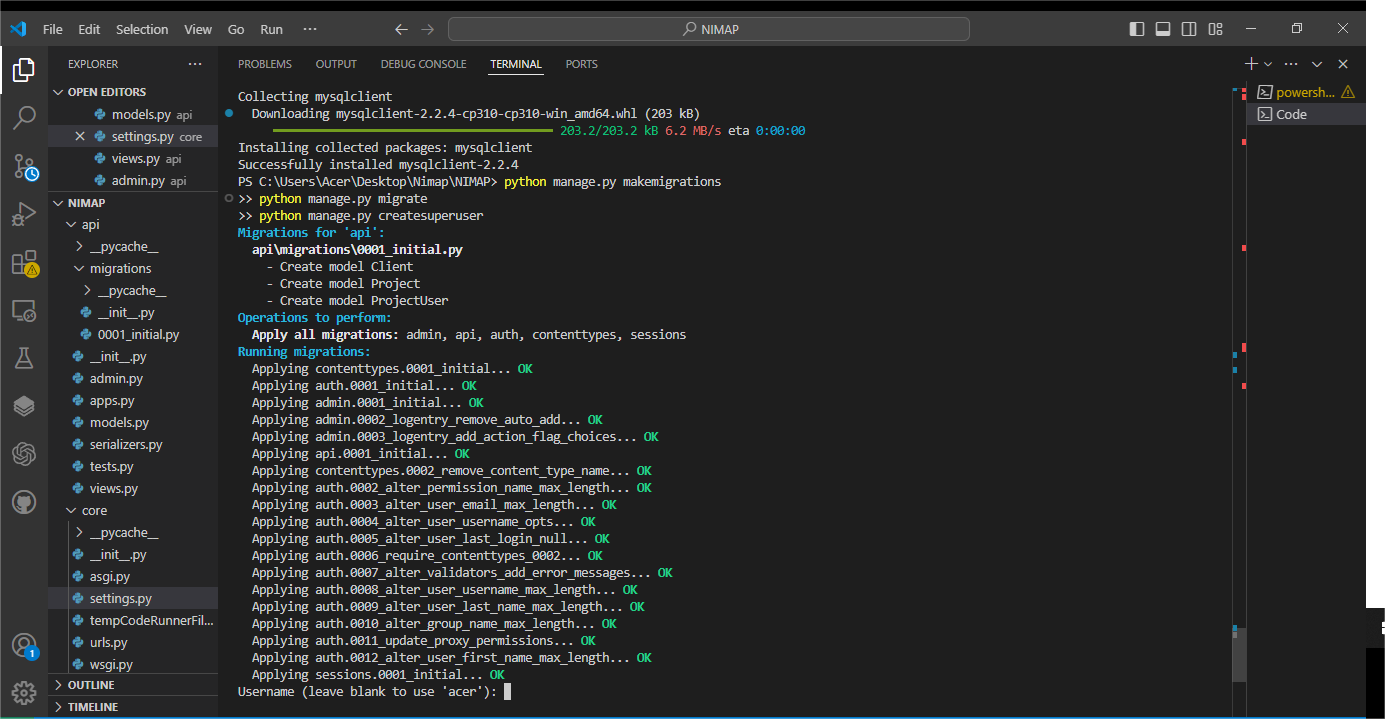 File Edit Selection View Go Run ··· NIMAP
EXPLORER ···
OPEN EDITORS
models.py api
settings.py core
views.py api
admin.py api
NIMAP
api
__pycache__
migrations
__pycache__
__init__.py
0001_initial.py
__init__.py
admin.py
apps.py
models.py
serializers.py
tests.py
views.py
core
__pycache__
__init__.py
asgi.py
settings.py
tempCodeRunnerFil...
urls.py
wsgi.py
OUTLINE
TIMELINE
1
PROBLEMS OUTPUT DEBUG CONSOLE TERMINAL PORTS
Collecting mysqlclient
Downloading mysqlclient-2.2.4-cp310-cp310-win_amd64.whl (203 kB)
203.2/203.2 kB 6.2 MB/s eta 0:00:00
Installing collected packages: mysqlclient
Successfully installed mysqlclient-2.2.4
PS C:\Users\Acer\Desktop\Nimap\NIMAP> python manage.py makemigrations
>> python manage.py migrate
>> python manage.py createsuperuser
Migrations for 'api':
api\migrations\0001_initial.py
- Create model Client
- Create model Project
- Create model ProjectUser
Operations to perform:
Apply all migrations: admin, api, auth, contenttypes, sessions
Running migrations:
Applying contenttypes.0001_initial... OK
Applying auth.0001_initial... OK
Applying admin.0001_initial... OK
Applying admin.0002_logentry_remove_auto_add... OK
Applying admin.0003_logentry_add_action_flag_choices... OK
Applying api.0001_initial... OK
Applying contenttypes.0002_remove_content_type_name... OK
Applying auth.0002_alter_permission_name_max_length... OK
Applying auth.0003_alter_user_email_max_length... OK
Applying auth.0004_alter_user_username_opts... OK
Applying auth.0005_alter_user_last_login_null... OK
Applying auth.0006_require_contenttypes_0002... OK
Applying auth.0007_alter_validators_add_error_messages... OK
Applying auth.0008_alter_user_username_max_length... OK
Applying auth.0009_alter_user_last_name_max_length... OK
Applying auth.0010_alter_group_name_max_length... OK
Applying auth.0011_update_proxy_permissions... OK
Applying auth.0012_alter_user_first_name_max_length... OK
Applying sessions.0001_initial... OK
Username (leave blank to use 'acer'):
powersh...
Code